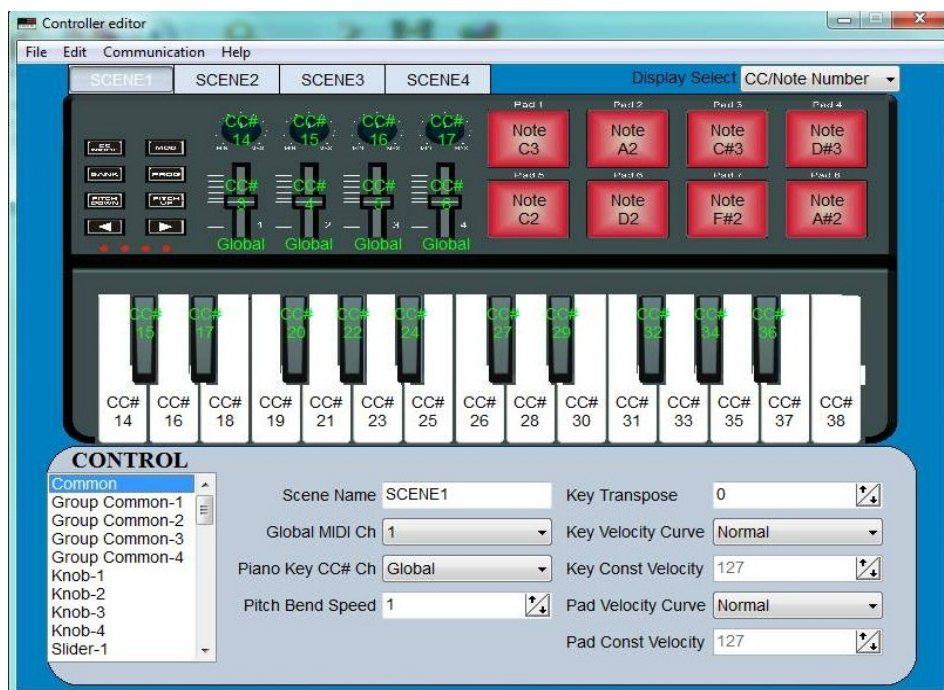 Controller editor
File Edit Communication Help
SCENE1 SCENE2 SCENE3 SCENE4 Display Select CC/Note Number
Pad 1 Pad 2 Pad 3 Pad 4
CC# 14 CC# 15 CC# 16 CC# 17
Note C3 Note A2 Note C#3 Note D#3
MOD
BANK PROG
PITCH DOWN PITCH UP
Pad 5 Pad 6 Pad 7 Pad 8
CC# 3 CC# 4 CC# 5 CC# 6
Note C2 Note D2 Note F#2 Note A#2
1 2 3 4
Global Global Global Global
CC# CC# CC# CC# CC# CC# CC# CC# CC# CC#
15 17 20 22 24 27 29 32 34 36
CC# CC# CC# CC# CC# CC# CC# CC# CC# CC# CC# CC# CC# CC# CC#
14 16 18 19 21 23 25 26 28 30 31 33 35 37 38
CONTROL
Common
Group Common-1
Group Common-2
Group Common-3
Group Common-4
Knob-1
Knob-2
Knob-3
Knob-4
Slider-1
Scene Name SCENE1
Global MIDI Ch 1
Piano Key CC# Ch Global
Pitch Bend Speed 1
Key Transpose 0
Key Velocity Curve Normal
Key Const Velocity 127
Pad Velocity Curve Normal
Pad Const Velocity 127